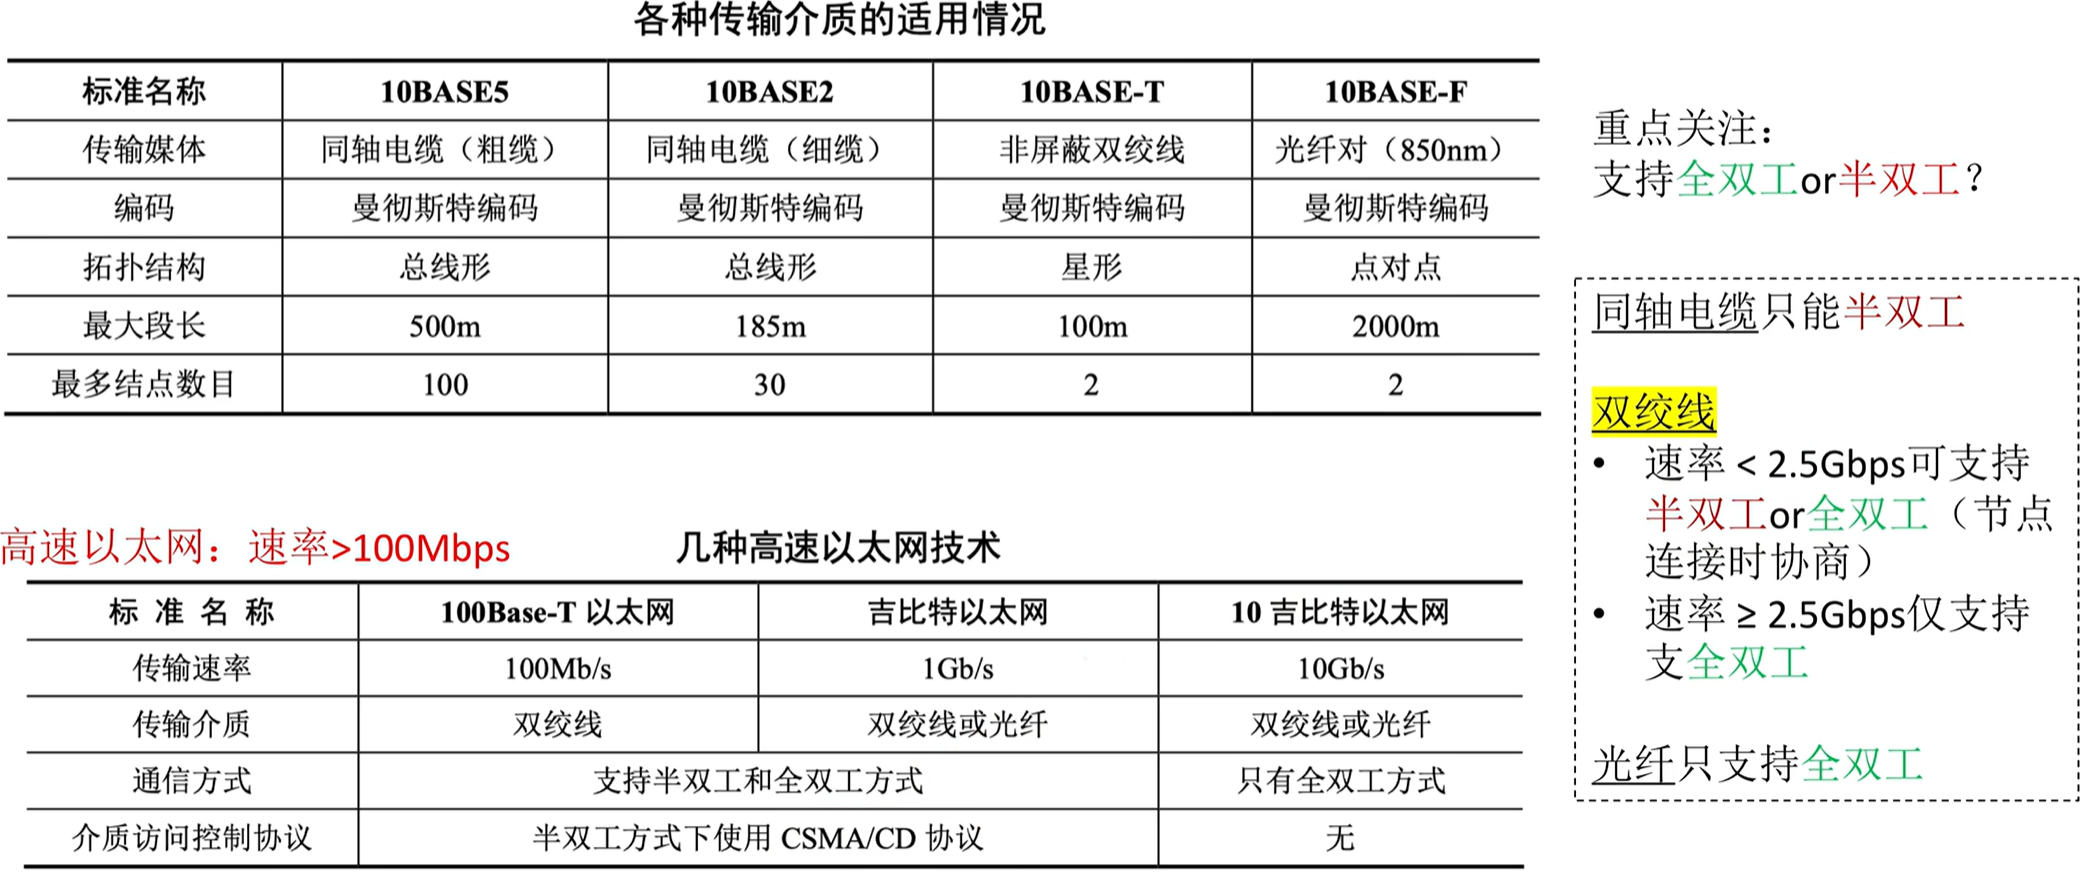 各种传输介质的适用情况
标准名称 10BASE5 10BASE2 10BASE-T 10BASE-F
传输媒体 同轴电缆（粗缆） 同轴电缆（细缆） 非屏蔽双绞线 光纤对（850nm）
编码 曼彻斯特编码 曼彻斯特编码 曼彻斯特编码 曼彻斯特编码
拓扑结构 总线形 总线形 星形 点对点
最大段长 500m 185m 100m 2000m
最多结点数目 100 30 2 2
高速以太网：速率>100Mbps
几种高速以太网技术
标准名称 100Base-T 以太网 吉比特以太网 10 吉比特以太网
传输速率 100Mb/s 1Gb/s 10Gb/s
传输介质 双绞线 双绞线或光纤 双绞线或光纤
通信方式 支持半双工和全双工方式 只有全双工方式
介质访问控制协议 半双工方式下使用 CSMA/CD 协议 无
重点关注：
支持全双工or半双工？
同轴电缆只能半双工
双绞线
• 速率 < 2.5Gbps可支持
半双工or全双工（节点
连接时协商）
• 速率 ≥ 2.5Gbps仅支持
支全双工
光纤只支持全双工